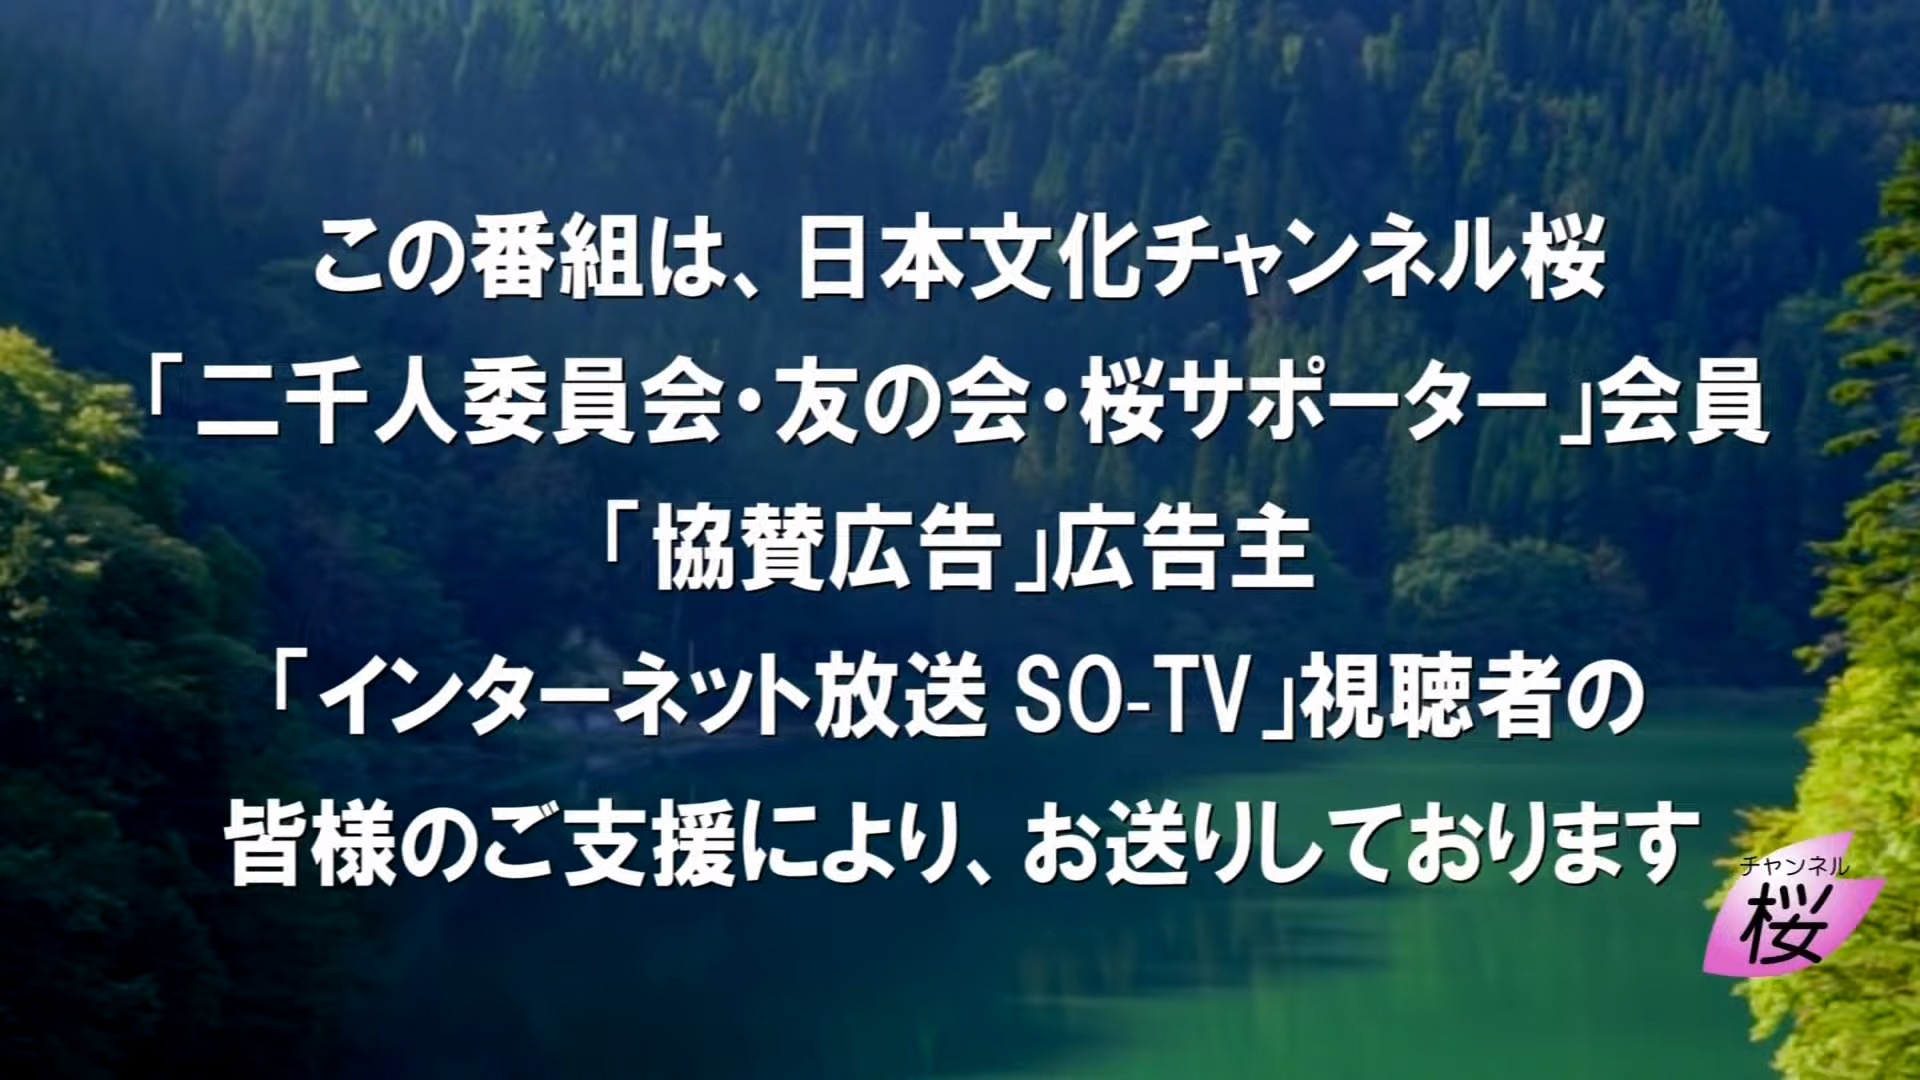 この番組は、日本文化チャンネル桜
「二千人委員会・友の会・桜サポーター」会員
「協賛広告」広告主
「インターネット放送 SO-TV」視聴者の
皆様のご支援により、お送りしております
チャンネル
桜